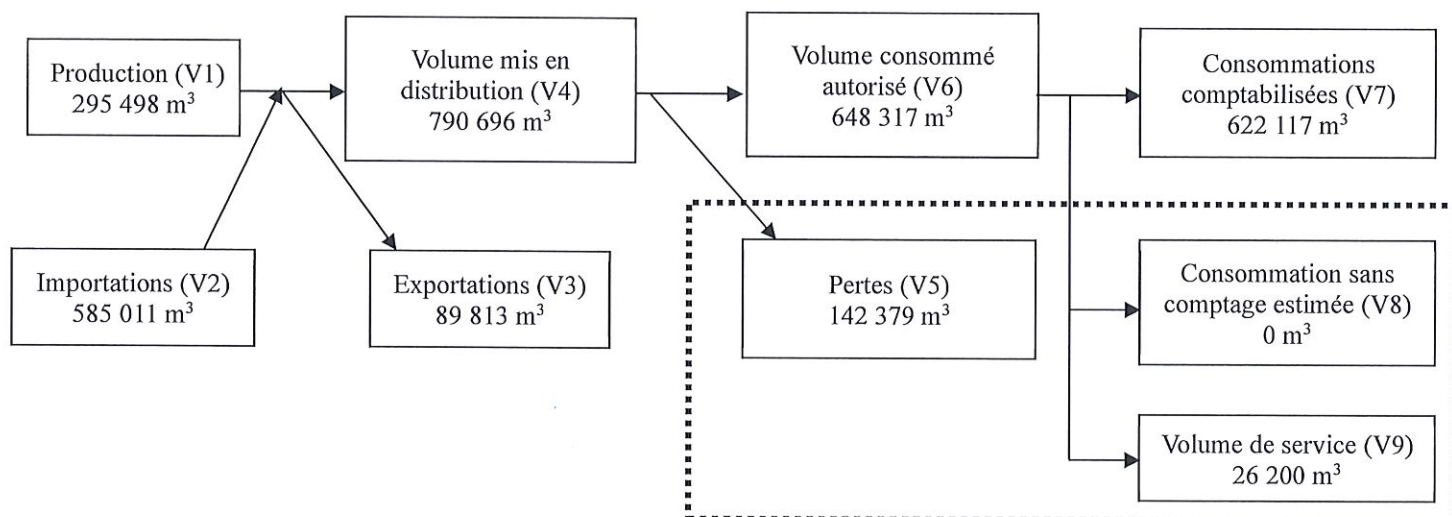 Production (V1)
295 498 m³
Volume mis en
distribution (V4)
790 696 m³
Volume consommé
autorisé (V6)
648 317 m³
Consommations
comptabilisées (V7)
622 117 m³
Importations (V2)
585 011 m³
Exportations (V3)
89 813 m³
Pertes (V5)
142 379 m³
Consommation sans
comptage estimée (V8)
0 m³
Volume de service (V9)
26 200 m³